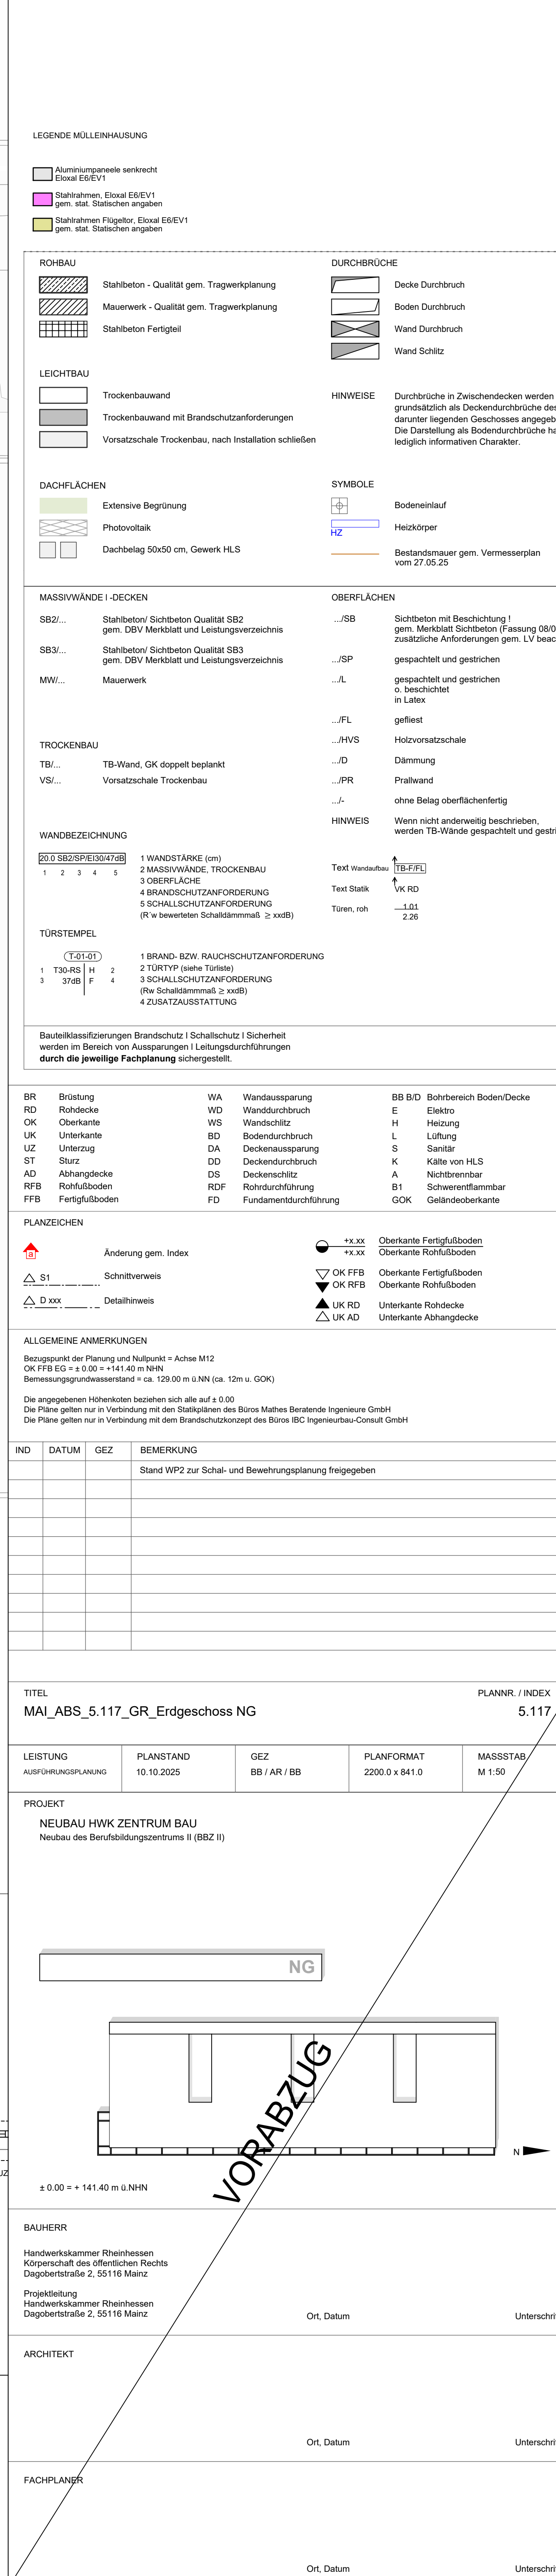 LEGENDE MÜLLEINHAUSUNG
Aluminiumpaneele senkrecht
Eloxal E6/EV1
Stahlrahmen, Eloxal E6/EV1
gem. stat. Statischen angaben
Stahlrahmen Flügeltor, Eloxal E6/EV1
gem. stat. Statischen angaben
ROHBAU
Stahlbeton - Qualität gem. Tragwerkplanung
Mauerwerk - Qualität gem. Tragwerkplanung
Stahlbeton Fertigteil
LEICHTBAU
Trockenbauwand
Trockenbauwand mit Brandschutzanforderungen
Vorsatzschale Trockenbau, nach Installation schließen
DACHFLÄCHEN
Extensive Begrünung
Photovoltaik
Dachbelag 50x50 cm, Gewerk HLS
DURCHBRÜCHE
Decke Durchbruch
Boden Durchbruch
Wand Durchbruch
Wand Schlitz
HINWEISE
Durchbrüche in Zwischendecken werden
grundsätzlich als Deckendurchbrüche des
darunter liegenden Geschosses angegeb
Die Darstellung als Bodendurchbrüche ha
lediglich informativen Charakter.
SYMBOLE
Bodeneinlauf
HZ Heizkörper
Bestandsmauer gem. Vermesserplan
vom 27.05.25
MASSIVWÄNDE I -DECKEN
SB2/... Stahlbeton/ Sichtbeton Qualität SB2
gem. DBV Merkblatt und Leistungsverzeichnis
SB3/... Stahlbeton/ Sichtbeton Qualität SB3
gem. DBV Merkblatt und Leistungsverzeichnis
MW/... Mauerwerk
TROCKENBAU
TB/... TB-Wand, GK doppelt beplankt
VS/... Vorsatzschale Trockenbau
WANDBEZEICHNUNG
20.0 SB2/SP/EI30/47dB
1 2 3 4 5
1 WANDSTÄRKE (cm)
2 MASSIVWÄNDE, TROCKENBAU
3 OBERFLÄCHE
4 BRANDSCHUTZANFORDERUNG
5 SCHALLSCHUTZANFORDERUNG
(R´w bewerteten Schalldämmmaß ≥ xxdB)
TÜRSTEMPEL
T-01-01
1 T30-RS H 2
3 37dB F 4
1 BRAND- BZW. RAUCHSCHUTZANFORDERUNG
2 TÜRTYP (siehe Türliste)
3 SCHALLSCHUTZANFORDERUNG
(Rw Schalldämmmaß ≥ xxdB)
4 ZUSATZAUSSTATTUNG
OBERFLÄCHEN
.../SB Sichtbeton mit Beschichtung !
gem. Merkblatt Sichtbeton (Fassung 08/0
zusätzliche Anforderungen gem. LV beac
.../SP gespachtelt und gestrichen
.../L gespachtelt und gestrichen
o. beschichtet
in Latex
.../FL gefliest
.../HVS Holzvorsatzschale
.../D Dämmung
.../PR Prallwand
.../- ohne Belag oberflächenfertig
HINWEIS Wenn nicht anderweitig beschrieben,
werden TB-Wände gespachtelt und gestri
Text Wandaufbau TB-F/FL
Text Statik VK RD
Türen, roh 1.01
2.26
Bauteilklassifizierungen Brandschutz I Schallschutz I Sicherheit
werden im Bereich von Aussparungen I Leitungsdurchführungen
durch die jeweilige Fachplanung sichergestellt.
BR Brüstung
RD Rohdecke
OK Oberkante
UK Unterkante
UZ Unterzug
ST Sturz
AD Abhangdecke
RFB Rohfußboden
FFB Fertigfußboden
WA Wandaussparung
WD Wanddurchbruch
WS Wandschlitz
BD Bodendurchbruch
DA Deckenaussparung
DD Deckendurchbruch
DS Deckenschlitz
RDF Rohrdurchführung
FD Fundamentdurchführung
BB B/D Bohrbereich Boden/Decke
E Elektro
H Heizung
L Lüftung
S Sanitär
K Kälte von HLS
A Nichtbrennbar
B1 Schwerentflammbar
GOK Geländeoberkante
PLANZEICHEN
a Änderung gem. Index
S1 Schnittverweis
D xxx Detailhinweis
+x.xx Oberkante Fertigfußboden
+x.xx Oberkante Rohfussboden
OK FFB Oberkante Fertigfußboden
OK RFB Oberkante Rohfussboden
UK RD Unterkante Rohdecke
UK AD Unterkante Abhangdecke
ALLGEMEINE ANMERKUNGEN
Bezugspunkt der Planung und Nullpunkt = Achse M12
OK FFB EG = ± 0.00 = +141.40 m NHN
Bemessungsgrundwasserstand = ca. 129.00 m ü.NN (ca. 12m u. GOK)
Die angegebenen Höhenkoten beziehen sich alle auf ± 0.00
Die Pläne gelten nur in Verbindung mit den Statikplänen des Büros Mathes Beratende Ingenieure GmbH
Die Pläne gelten nur in Verbindung mit dem Brandschutzkonzept des Büros IBC Ingenieurbau-Consult GmbH
IND DATUM GEZ BEMERKUNG
Stand WP2 zur Schal- und Bewehrungsplanung freigegeben
TITEL PLANNR. / INDEX
MAI_ABS_5.117_GR_Erdgeschoss NG 5.117
LEISTUNG PLANSTAND GEZ PLANFORMAT MASSSTAB
AUSFÜHRUNGSPLANUNG 10.10.2025 BB / AR / BB 2200.0 x 841.0 M 1:50
PROJEKT
NEUBAU HWK ZENTRUM BAU
Neubau des Berufsbildungszentrums II (BBZ II)
NG
VORABZUG
N
UZ
± 0.00 = + 141.40 m ü.NHN
BAUHERR
Handwerkskammer Rheinhessen
Körperschaft des öffentlichen Rechts
Dagobertstraße 2, 55116 Mainz
Projektleitung
Handwerkskammer Rheinhessen
Dagobertstraße 2, 55116 Mainz
Ort, Datum Unterschri
ARCHITEKT
Ort, Datum Unterschri
FACHPLANER
Ort, Datum Unterschri